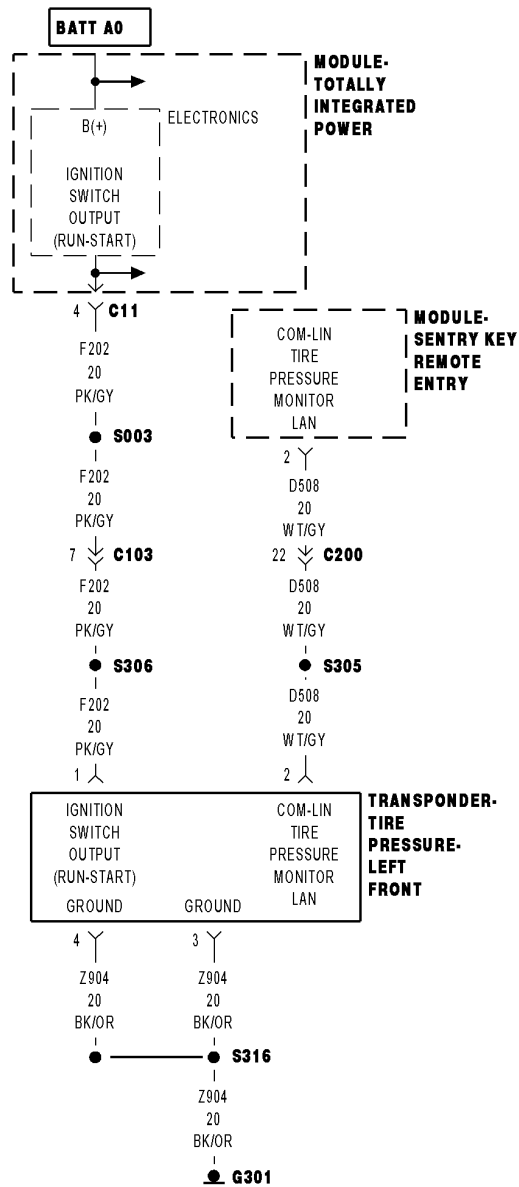 BATT A0
MODULE-
TOTALLY
INTEGRATED
POWER
ELECTRONICS
B(+)
IGNITION
SWITCH
OUTPUT
(RUN-START)
4 C11
F202
20
PK/GY
S003
F202
20
PK/GY
7 C103
F202
20
PK/GY
S306
F202
20
PK/GY
1
MODULE-
SENTRY KEY
REMOTE
ENTRY
COM-LIN
TIRE
PRESSURE
MONITOR
LAN
2
D508
20
WT/GY
22 C200
D508
20
WT/GY
S305
D508
20
WT/GY
2
TRANSPONDER-
TIRE
PRESSURE-
LEFT
FRONT
IGNITION
SWITCH
OUTPUT
(RUN-START)
COM-LIN
TIRE
PRESSURE
MONITOR
LAN
GROUND
GROUND
4
Z904
20
BK/OR
3
Z904
20
BK/OR
S316
Z904
20
BK/OR
G301